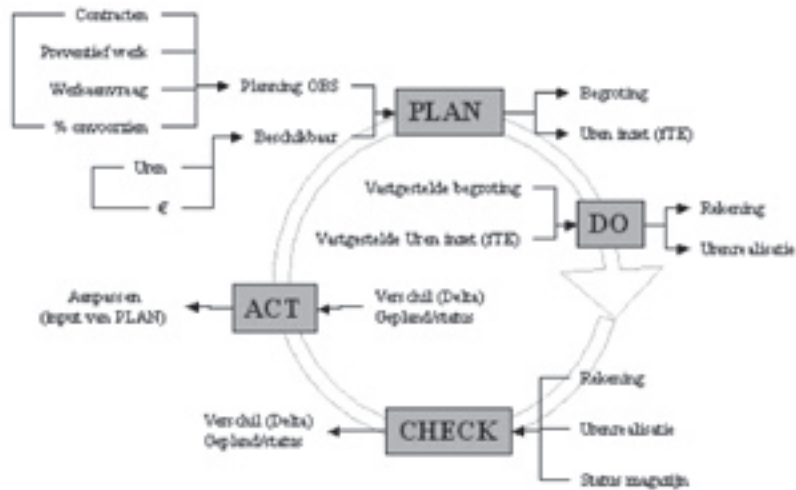 Contracten
Preventief werk
Werkaanvraag
% onvoorzien
Planning OBS
Beschikbaar
Uren
€
PLAN
Begroting
Uren inzet (fTE)
Vastgestelde begroting
Vastgestelde Uren inzet (fTE)
DO
Rekening
Urenrealisatie
Aanpassen
(input van PLAN)
ACT
Verschil (Delta)
Gepland/status
Verschil (Delta)
Gepland/status
CHECK
Rekening
Urenrealisatie
Status magazijn